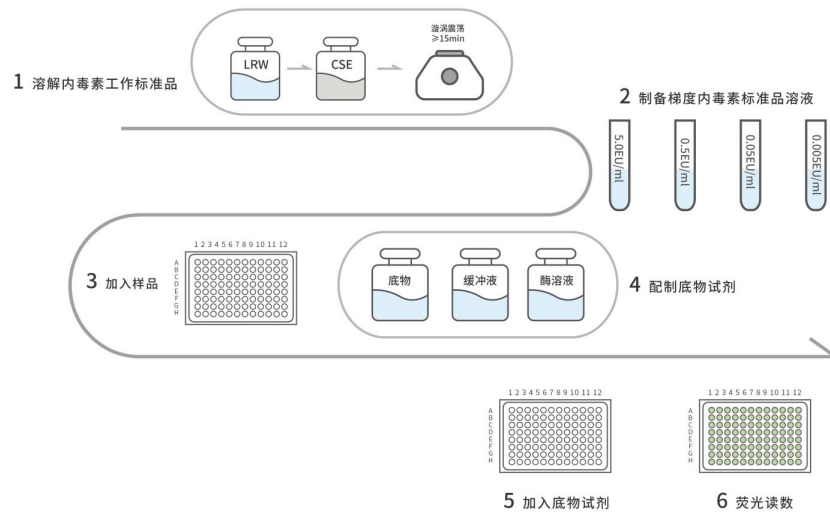 漩涡震荡
≥15min
LRW
CSE
1 溶解内毒素工作标准品
2 制备梯度内毒素标准品溶液
5.0EU/ml
0.5EU/ml
0.05EU/ml
0.005EU/ml
3 加入样品
1 2 3 4 5 6 7 8 9 10 11 12
A
B
C
D
E
F
G
H
底物
缓冲液
酶溶液
4 配制底物试剂
1 2 3 4 5 6 7 8 9 10 11 12
A
B
C
D
E
F
G
H
5 加入底物试剂
1 2 3 4 5 6 7 8 9 10 11 12
A
B
C
D
E
F
G
H
6 荧光读数